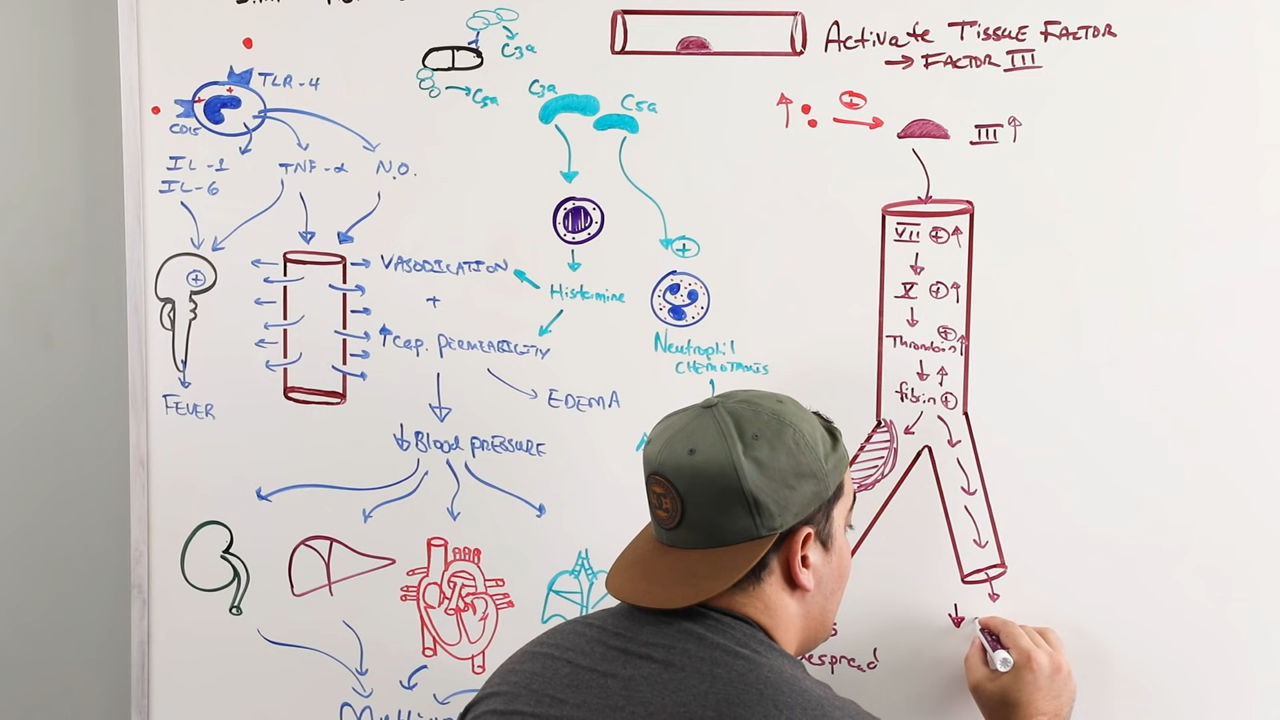 TLR-4
CD15
IL-1
IL-6
TNF-α
N.O.
FEVER
VASODILATION
+
↑Cap. PERMEABILITY
EDEMA
↓Blood PRESSURE
C3a
C5a
C3a
C5a
Histamine
+
Neutrophil
CHEMOTAXIS
Activate TISSUE FACTOR
→ FACTOR III
↑ +
III↑
VII +↑
X +↑
Thrombin +↑
fibrin + ↑